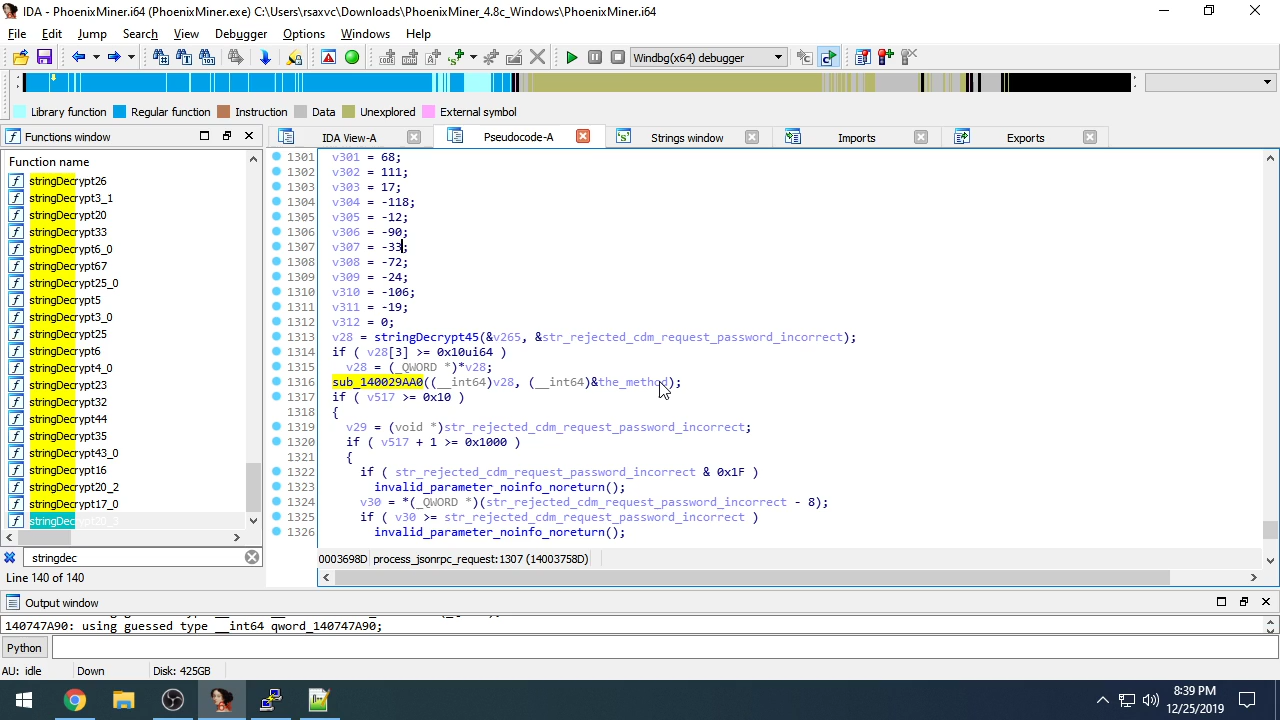 IDA - PhoenixMiner.i64 (PhoenixMiner.exe) C:\Users\rsaxvc\Downloads\PhoenixMiner_4.8c_Windows\PhoenixMiner.i64
File Edit Jump Search View Debugger Options Windows Help
Windbg(x64) debugger
Library function Regular function Instruction Data Unexplored External symbol
Functions window
IDA View-A Pseudocode-A Strings window Imports Exports
Function name
stringDecrypt26
stringDecrypt3_1
stringDecrypt20
stringDecrypt33
stringDecrypt6_0
stringDecrypt67
stringDecrypt25_0
stringDecrypt5
stringDecrypt3_0
stringDecrypt25
stringDecrypt6
stringDecrypt4_0
stringDecrypt23
stringDecrypt32
stringDecrypt44
stringDecrypt35
stringDecrypt43_0
stringDecrypt16
stringDecrypt20_2
stringDecrypt17_0
stringDecrypt20_3
stringdec
Line 140 of 140
1301 v301 = 68;
1302 v302 = 111;
1303 v303 = 17;
1304 v304 = -118;
1305 v305 = -12;
1306 v306 = -90;
1307 v307 = -33;
1308 v308 = -72;
1309 v309 = -24;
1310 v310 = -106;
1311 v311 = -19;
1312 v312 = 0;
1313 v28 = stringDecrypt45(&v265, &str_rejected_cdm_request_password_incorrect);
1314 if ( v28[3] >= 0x10ui64 )
1315 v28 = (_QWORD *)*v28;
1316 sub_140029AA0((__int64)v28, (__int64)&the_method);
1317 if ( v517 >= 0x10 )
1318 {
1319 v29 = (void *)str_rejected_cdm_request_password_incorrect;
1320 if ( v517 + 1 >= 0x1000 )
1321 {
1322 if ( str_rejected_cdm_request_password_incorrect & 0x1F )
1323 invalid_parameter_noinfo_noreturn();
1324 v30 = *(_QWORD *)(str_rejected_cdm_request_password_incorrect - 8);
1325 if ( v30 >= str_rejected_cdm_request_password_incorrect )
1326 invalid_parameter_noinfo_noreturn();
0003698D process_jsonrpc_request:1307 (14003758D)
Output window
140747A90: using guessed type __int64 qword_140747A90;
Python
AU: idle Down Disk: 425GB
8:39 PM
12/25/2019